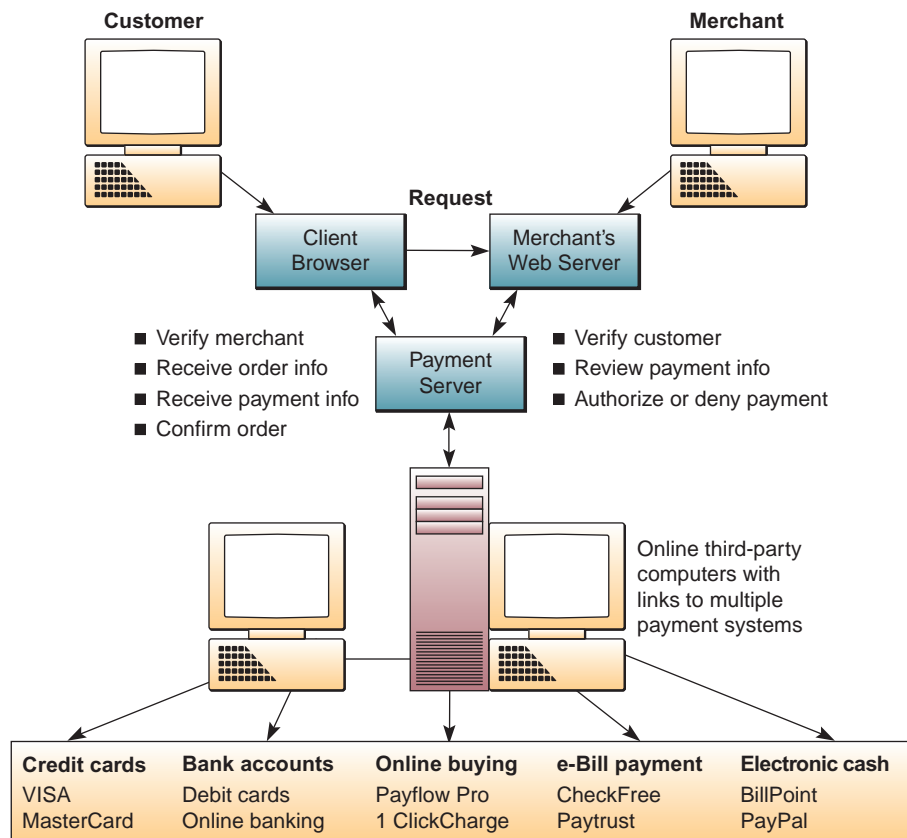 Customer
Merchant
Request
Client
Browser
Merchant's
Web Server
■ Verify merchant
■ Receive order info
■ Receive payment info
■ Confirm order
Payment
Server
■ Verify customer
■ Review payment info
■ Authorize or deny payment
Online third-party
computers with
links to multiple
payment systems
Credit cards
VISA
MasterCard
Bank accounts
Debit cards
Online banking
Online buying
Payflow Pro
1 ClickCharge
e-Bill payment
CheckFree
Paytrust
Electronic cash
BillPoint
PayPal